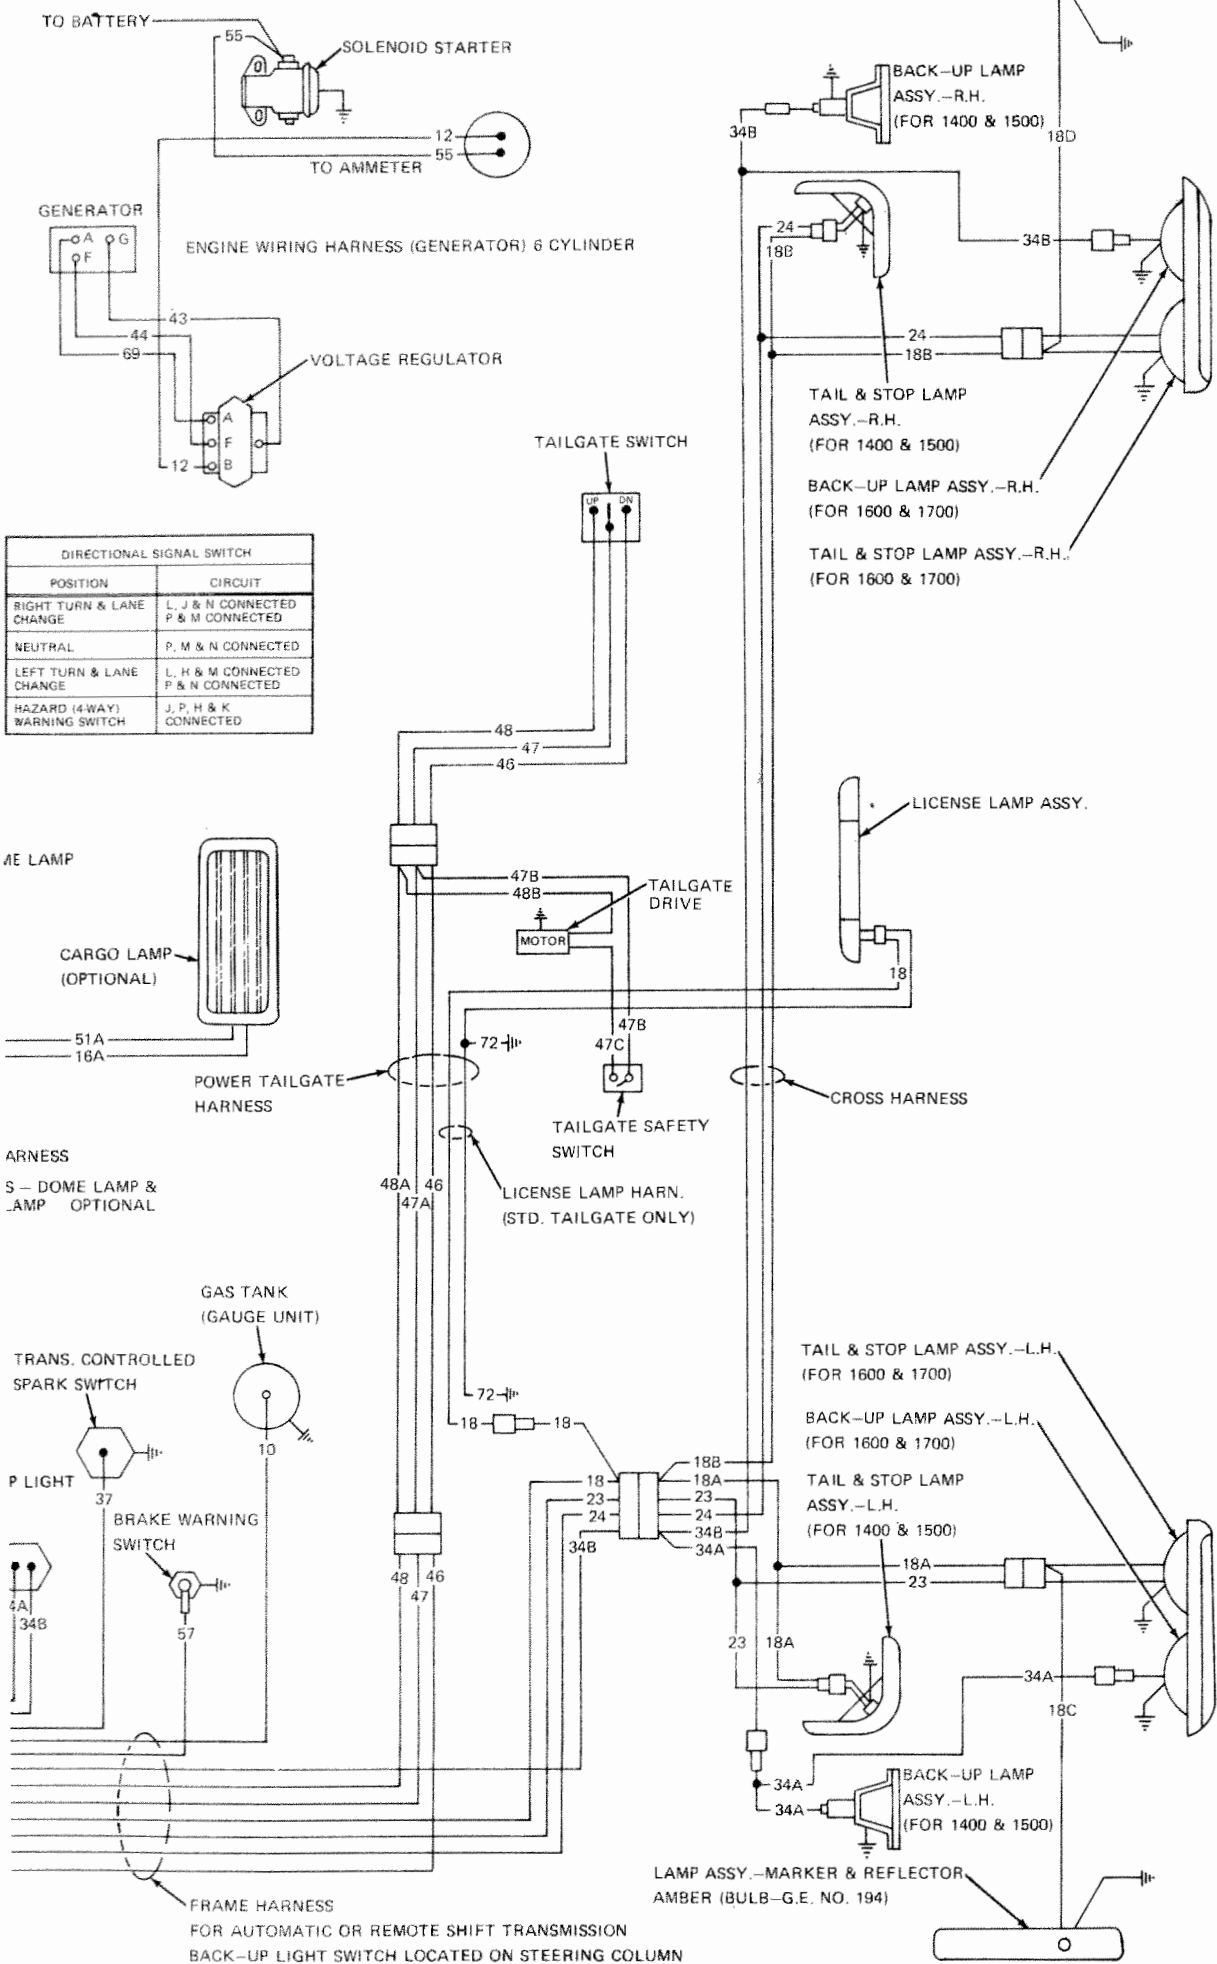 TO BATTERY
55
SOLENOID STARTER
12
55
TO AMMETER
GENERATOR
A G
F
ENGINE WIRING HARNESS (GENERATOR) 6 CYLINDER
43
44
69
VOLTAGE REGULATOR
A
F
12 B
BACK-UP LAMP
ASSY.-R.H.
(FOR 1400 & 1500)
34B
18D
24
18B
34B
24
18B
TAIL & STOP LAMP
ASSY.-R.H.
(FOR 1400 & 1500)
BACK-UP LAMP ASSY.-R.H.
(FOR 1600 & 1700)
TAIL & STOP LAMP ASSY.-R.H.
(FOR 1600 & 1700)
TAILGATE SWITCH
UP DN
DIRECTIONAL SIGNAL SWITCH
POSITION CIRCUIT
RIGHT TURN & LANE CHANGE
L, J & N CONNECTED
P & M CONNECTED
NEUTRAL
P, M & N CONNECTED
LEFT TURN & LANE CHANGE
L, H & M CONNECTED
P & N CONNECTED
HAZARD (4-WAY)
WARNING SWITCH
J, P, H & K
CONNECTED
48
47
46
LICENSE LAMP ASSY.
LAMP
CARGO LAMP
(OPTIONAL)
47B
48B
TAILGATE
DRIVE
MOTOR
18
51A
16A
47B
47C
72
POWER TAILGATE
HARNESS
TAILGATE SAFETY
SWITCH
CROSS HARNESS
ARNESS
S - DOME LAMP &
AMP OPTIONAL
48A 46
47A
LICENSE LAMP HARN.
(STD. TAILGATE ONLY)
GAS TANK
(GAUGE UNIT)
TRANS. CONTROLLED
SPARK SWITCH
72
18 18
10
P LIGHT
37
BRAKE WARNING
SWITCH
4A
34B
57
48 46
47
18
23
24
34B
18B
18A
23
24
34B
34A
TAIL & STOP LAMP ASSY.-L.H.
(FOR 1600 & 1700)
BACK-UP LAMP ASSY.-L.H.
(FOR 1600 & 1700)
TAIL & STOP LAMP
ASSY.-L.H.
(FOR 1400 & 1500)
18A
23
23 18A
34A
18C
34A
34A
BACK-UP LAMP
ASSY.-L.H.
(FOR 1400 & 1500)
LAMP ASSY.-MARKER & REFLECTOR
AMBER (BULB-G.E. NO. 194)
FRAME HARNESS
FOR AUTOMATIC OR REMOTE SHIFT TRANSMISSION
BACK-UP LIGHT SWITCH LOCATED ON STEERING COLUMN